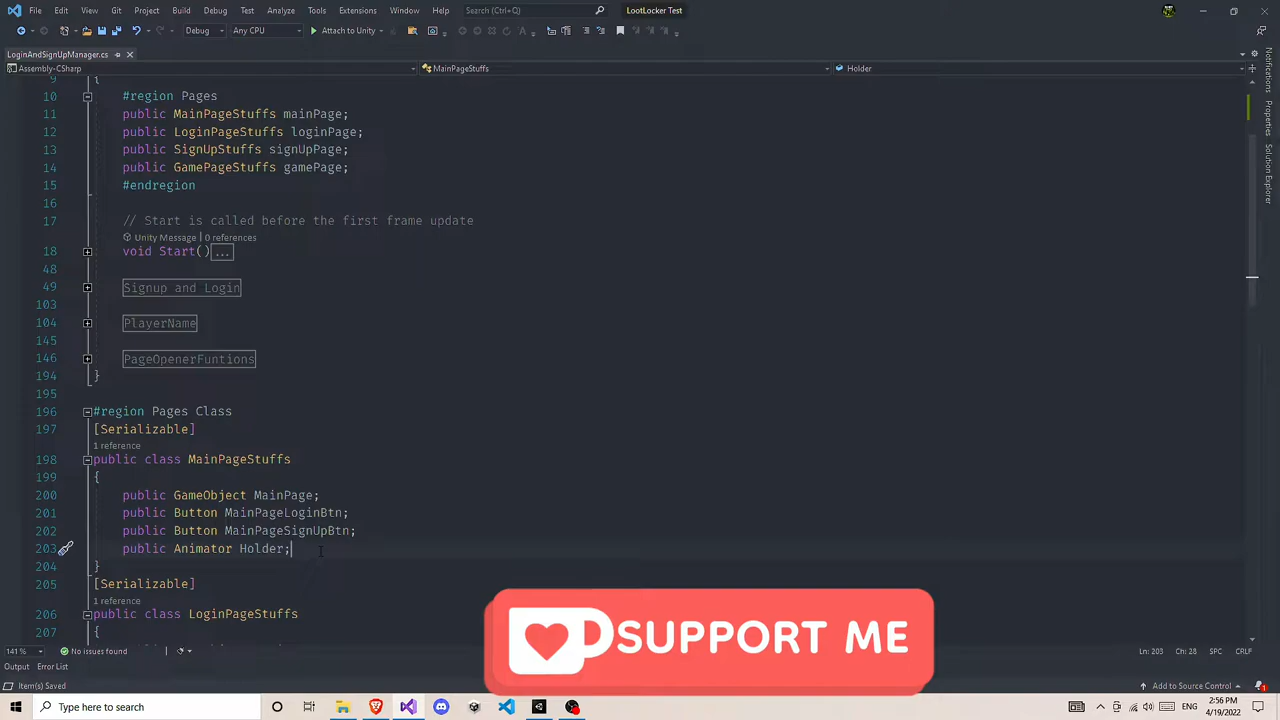 File Edit View Git Project Build Debug Test Analyze Tools Extensions Window Help Search (Ctrl+Q) LootLocker Test
Debug Any CPU Attach to Unity
LoginAndSignUpManager.cs
Assembly-CSharp MainPageStuffs Holder
9 {
10 #region Pages
11 public MainPageStuffs mainPage;
12 public LoginPageStuffs loginPage;
13 public SignUpStuffs signUpPage;
14 public GamePageStuffs gamePage;
15 #endregion
16
17 // Start is called before the first frame update
Unity Message | 0 references
18 void Start()...
48
49 Signup and Login
103
104 PlayerName
145
146 PageOpenerFuntions
194 }
195
196 #region Pages Class
197 [Serializable]
1 reference
198 public class MainPageStuffs
199 {
200 public GameObject MainPage;
201 public Button MainPageLoginBtn;
202 public Button MainPageSignUpBtn;
203 public Animator Holder;
204 }
205 [Serializable]
1 reference
206 public class LoginPageStuffs
207 {
Notifications
Properties
Solution Explorer
SUPPORT ME
141 % No issues found Ln: 203 Ch: 28 SPC CRLF
Output Error List
Item(s) Saved Add to Source Control 1
Type here to search ENG 2:56 PM
4/19/2022